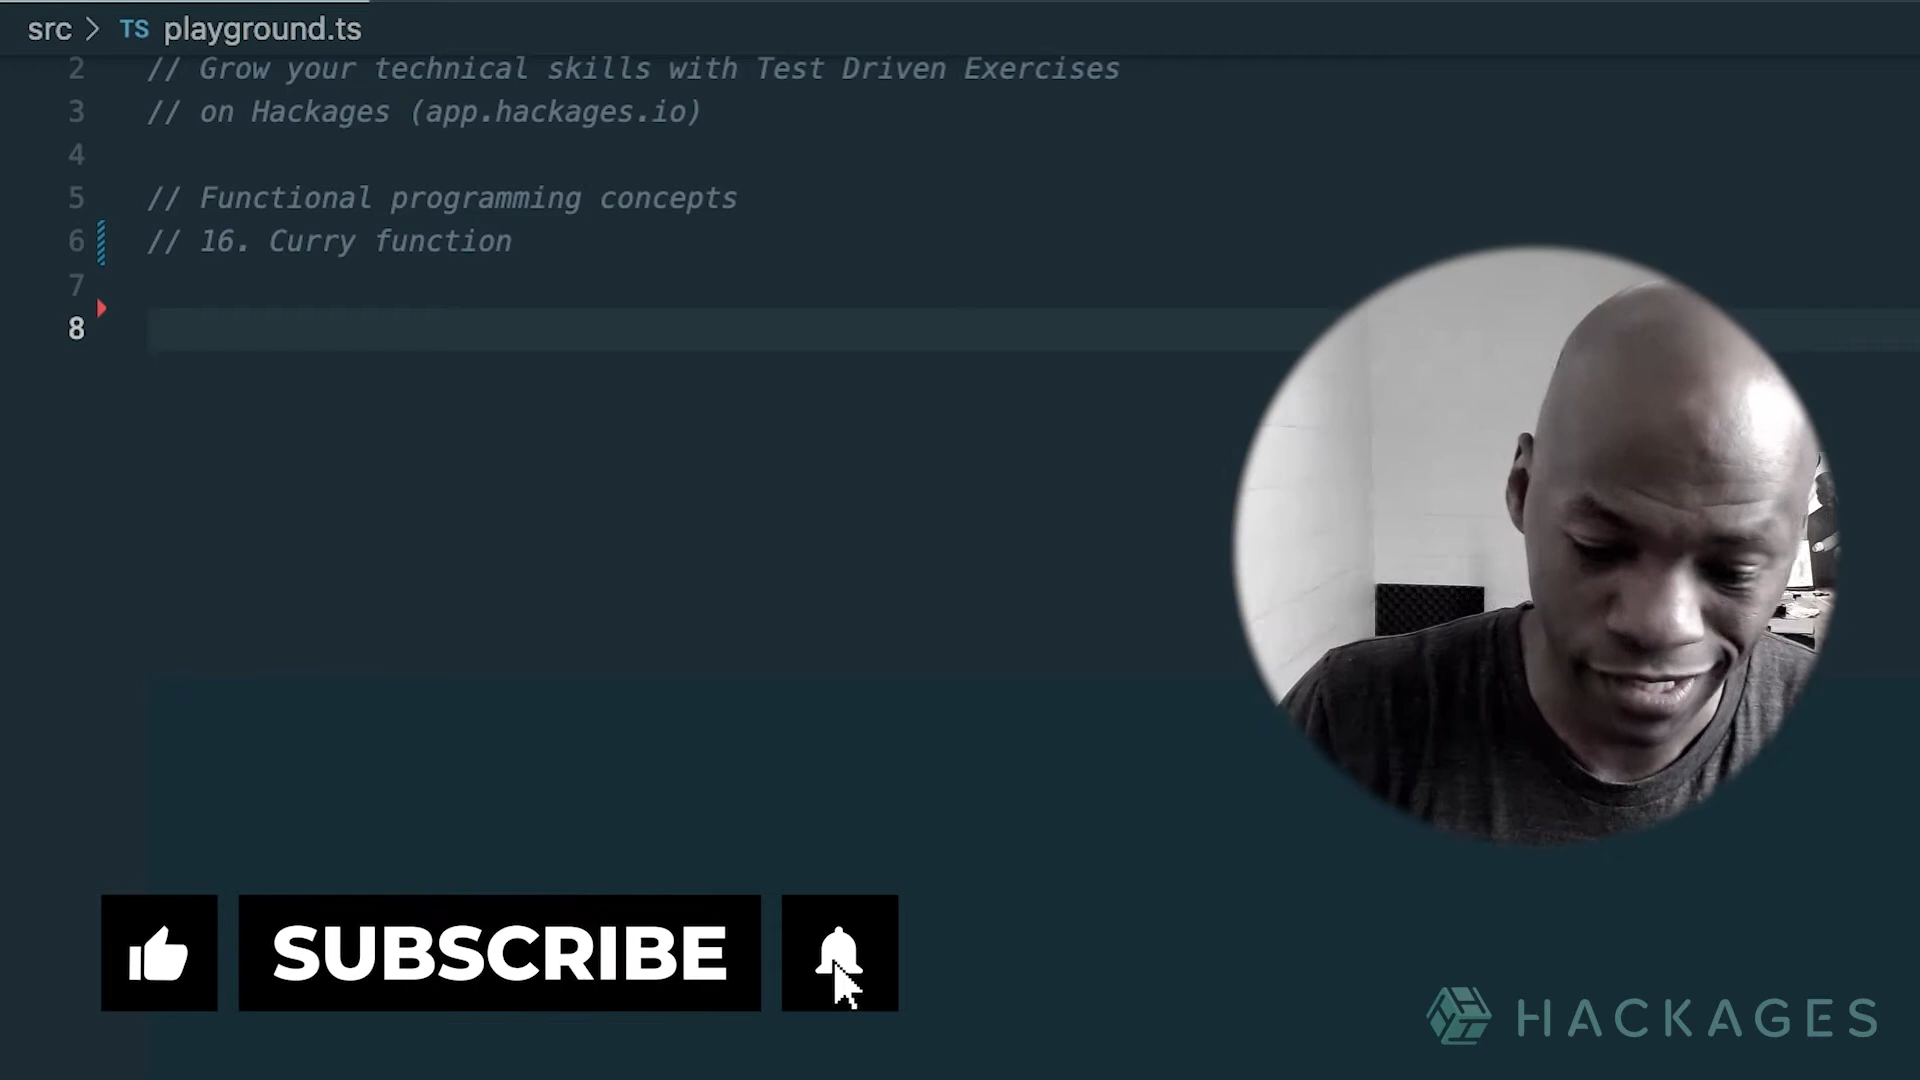 src > TS playground.ts
2 // Grow your technical skills with Test Driven Exercises
3 // on Hackages (app.hackages.io)
4
5 // Functional programming concepts
6 // 16. Curry function
7
8
SUBSCRIBE
HACKAGES